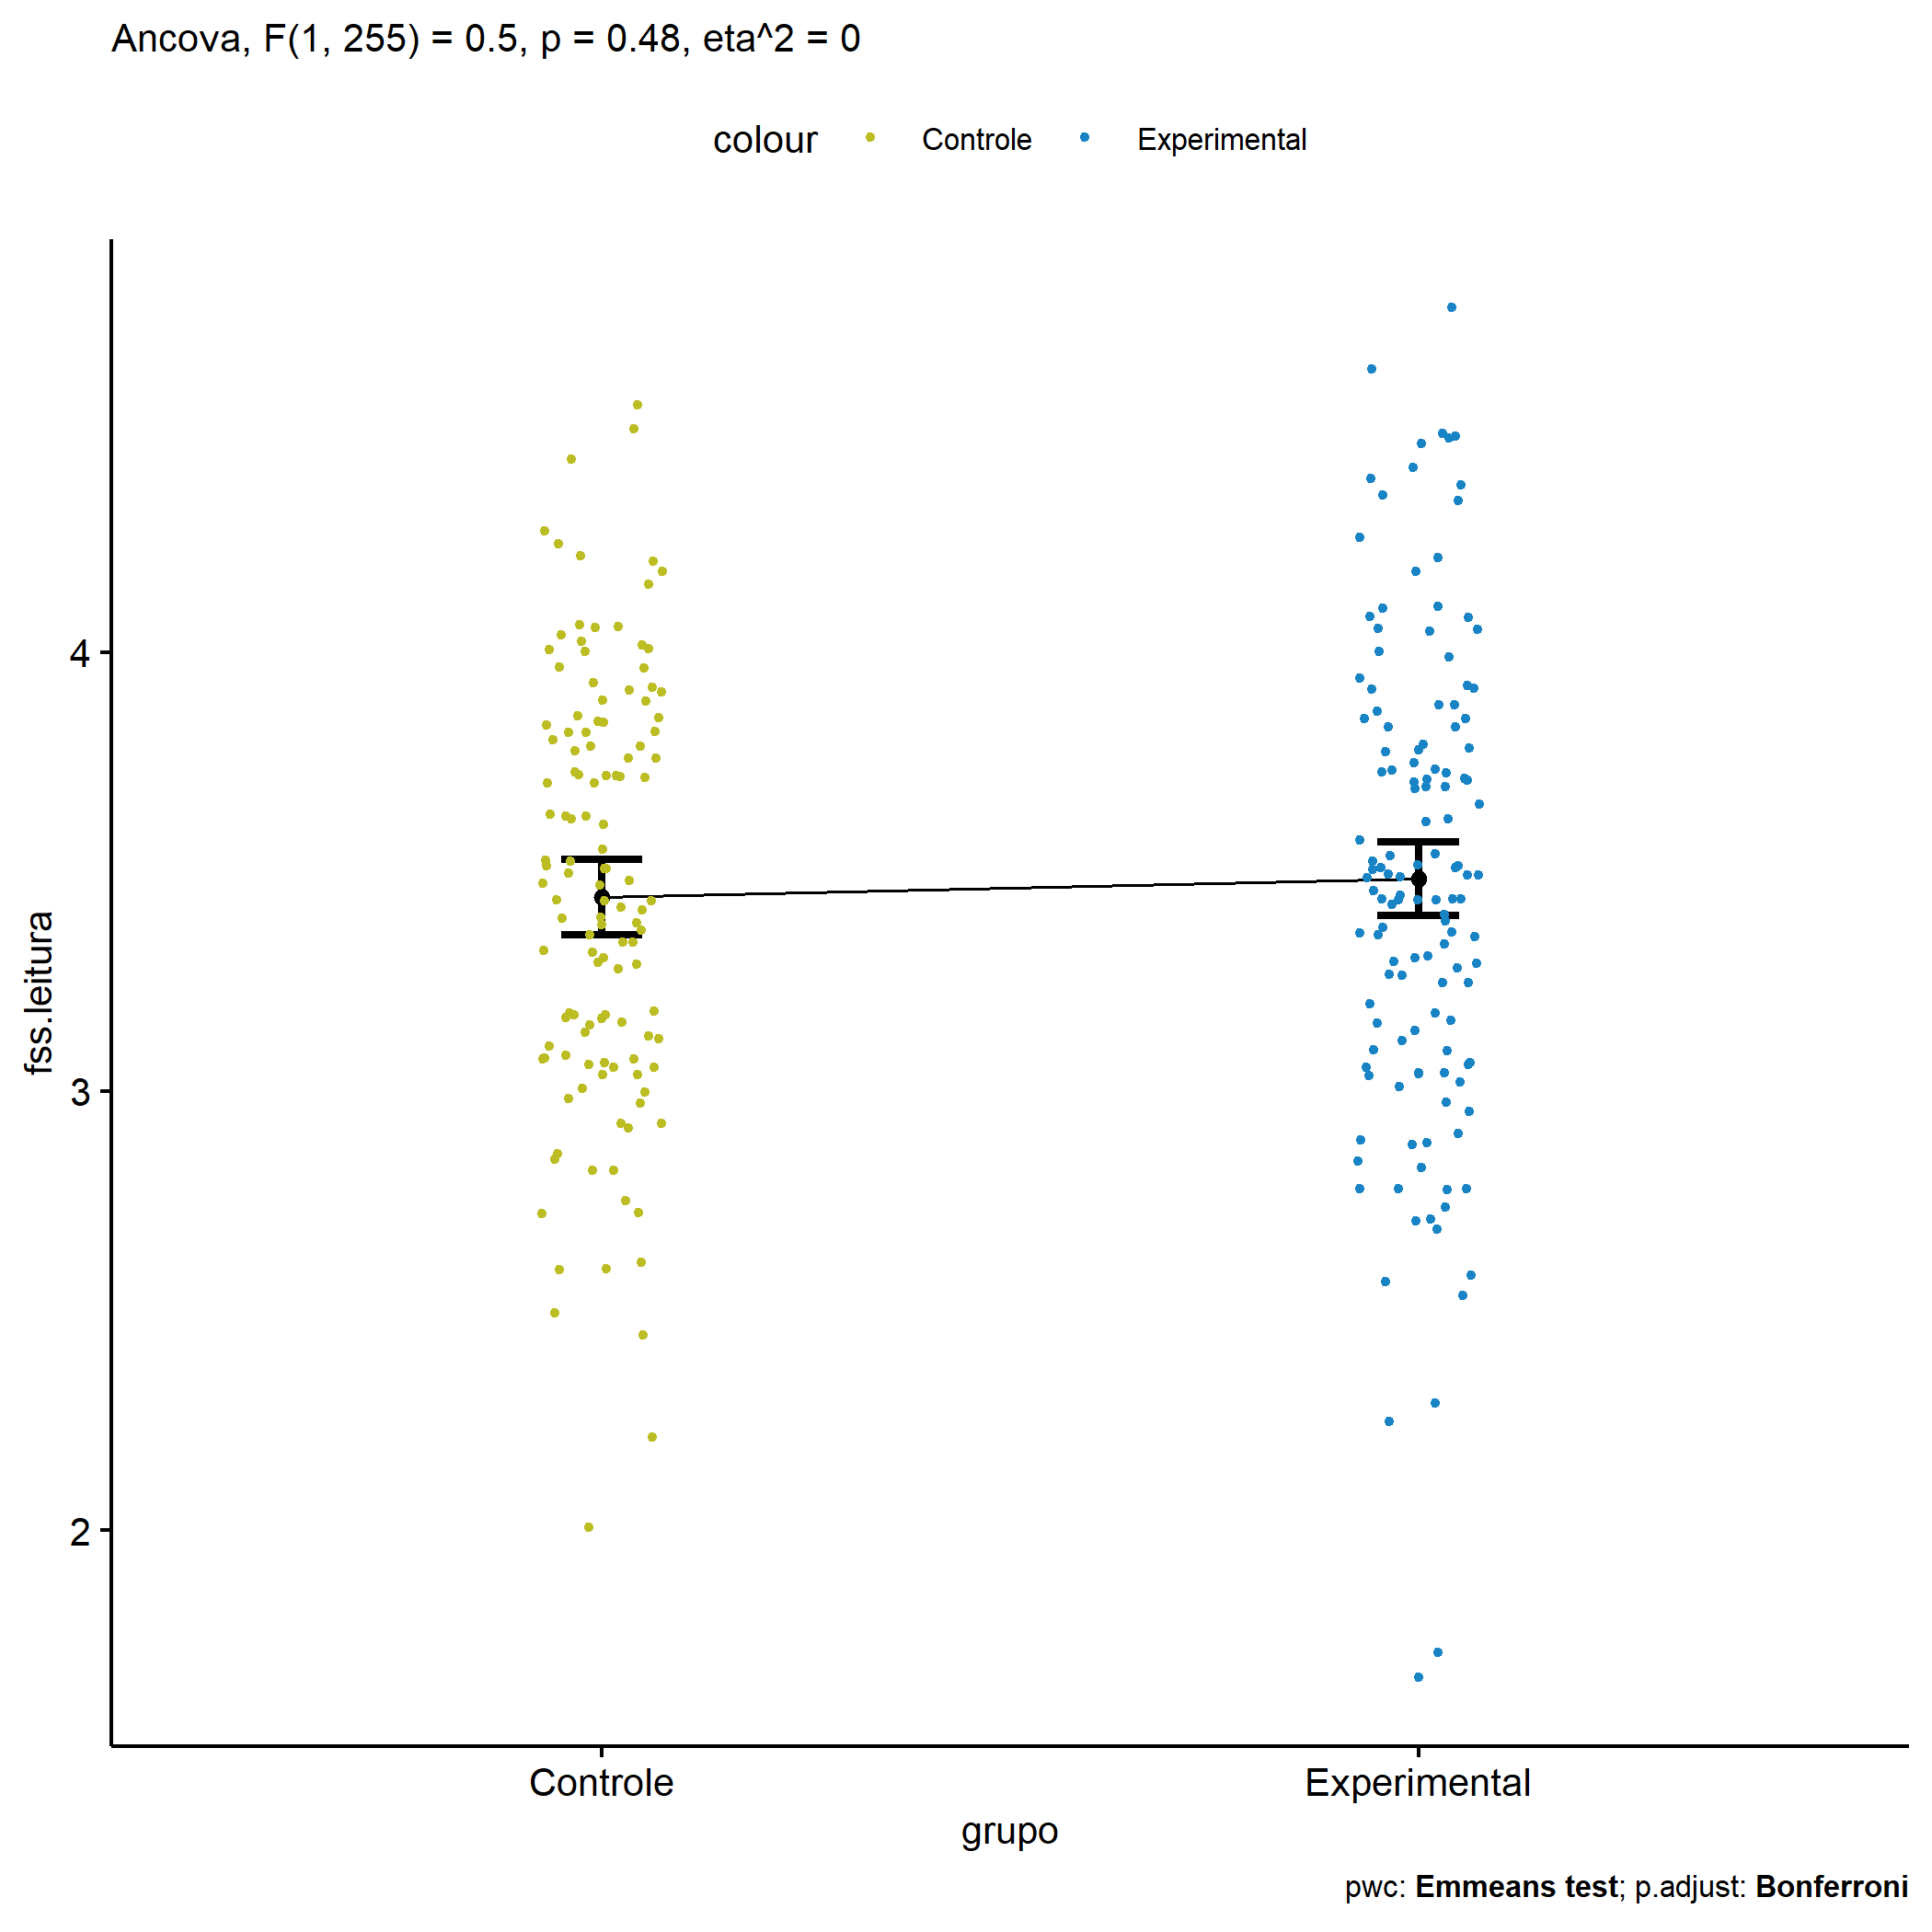 Ancova, F(1, 255) = 0.5, p = 0.48, eta^2 = 0
colour Controle Experimental
fss.leitura
4
3
2
Controle Experimental
grupo
pwc: Emmeans test; p.adjust: Bonferroni